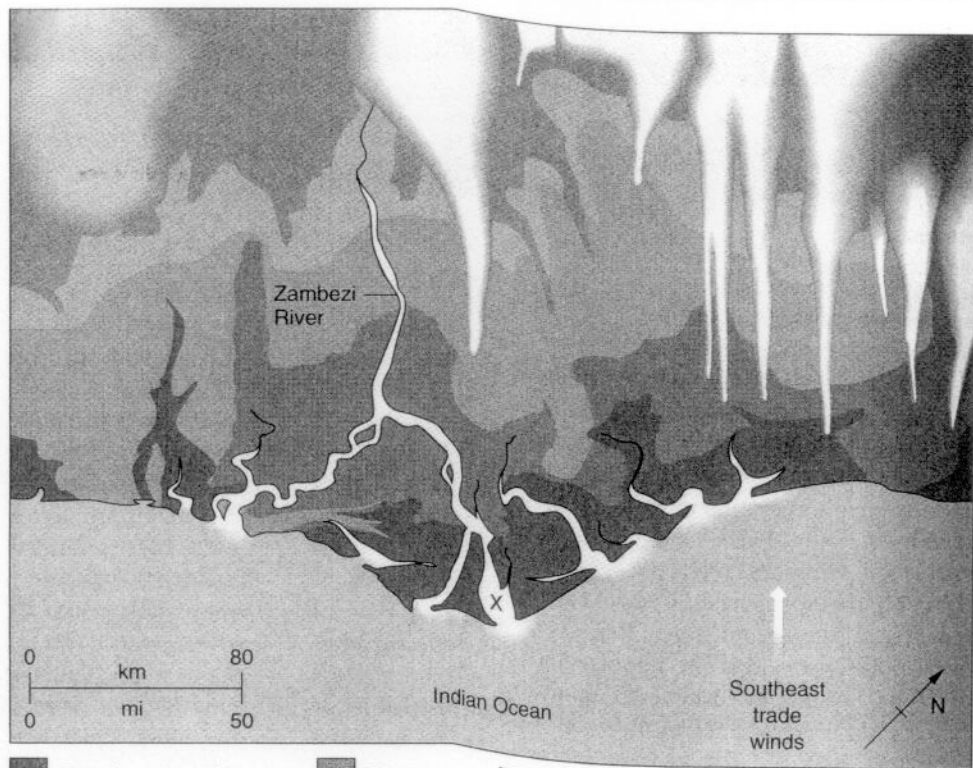 Zambezi
River
X
0 80
km
mi
0 50
Indian Ocean
Southeast
trade
winds
N